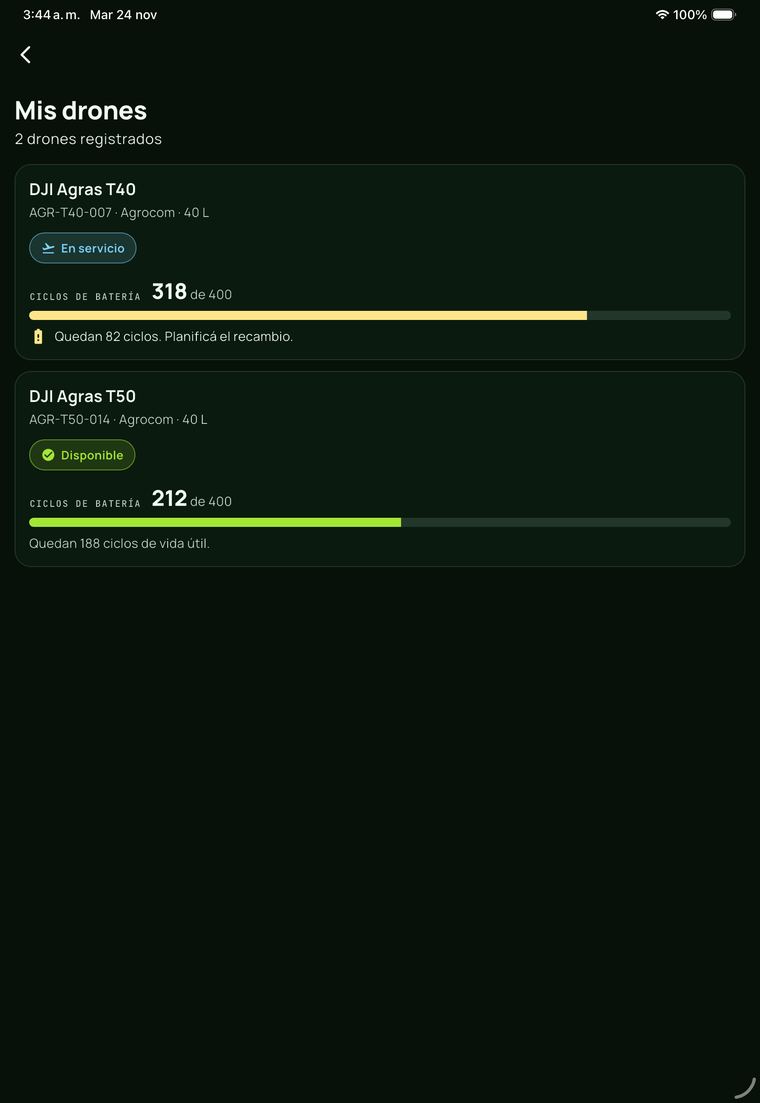 3:44 a. m. Mar 24 nov 100%
Mis drones
2 drones registrados
DJI Agras T40
AGR-T40-007 · Agrocom · 40 L
En servicio
CICLOS DE BATERÍA 318 de 400
Quedan 82 ciclos. Planificá el recambio.
DJI Agras T50
AGR-T50-014 · Agrocom · 40 L
Disponible
CICLOS DE BATERÍA 212 de 400
Quedan 188 ciclos de vida útil.